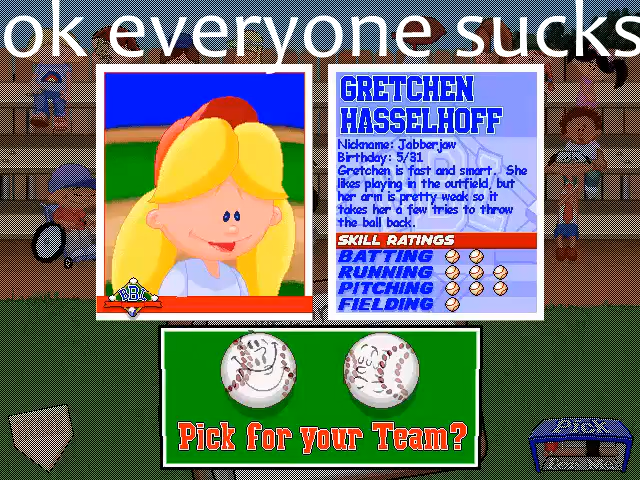 ok everyone sucks
GRETCHEN
HASSELHOFF
Nickname: Jabberjaw
Birthday: 5/31
Gretchen is fast and smart. She
likes playing in the outfield, but
her arm is pretty weak so it
takes her a few tries to throw
the ball back.
SKILL RATINGS
BATTING
RUNNING
PITCHING
FIELDING
BBL
Pick for your Team?
PICK